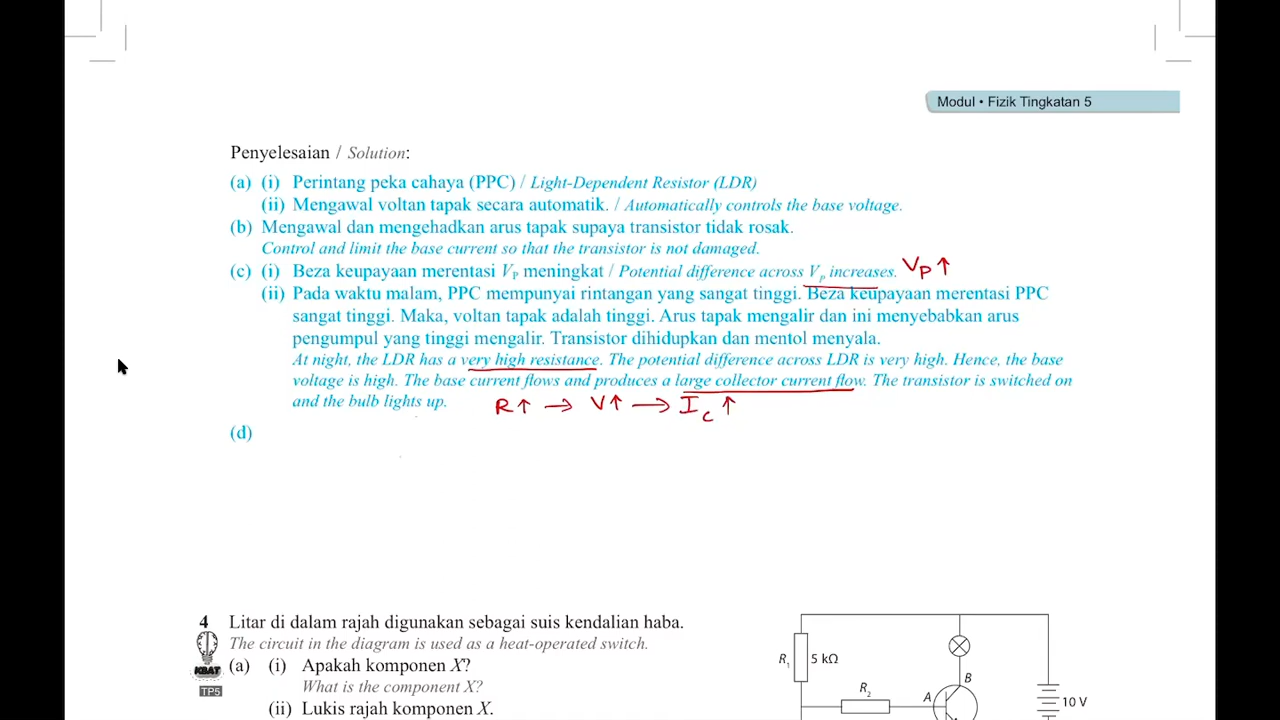 Modul • Fizik Tingkatan 5
Penyelesaian / Solution:
(a) (i) Perintang peka cahaya (PPC) / Light-Dependent Resistor (LDR)
(ii) Mengawal voltan tapak secara automatik. / Automatically controls the base voltage.
(b) Mengawal dan mengehadkan arus tapak supaya transistor tidak rosak.
Control and limit the base current so that the transistor is not damaged.
(c) (i) Beza keupayaan merentasi Vₚ meningkat / Potential difference across Vₚ increases. Vₚ↑
(ii) Pada waktu malam, PPC mempunyai rintangan yang sangat tinggi. Beza keupayaan merentasi PPC
sangat tinggi. Maka, voltan tapak adalah tinggi. Arus tapak mengalir dan ini menyebabkan arus
pengumpul yang tinggi mengalir. Transistor dihidupkan dan mentol menyala.
At night, the LDR has a very high resistance. The potential difference across LDR is very high. Hence, the base
voltage is high. The base current flows and produces a large collector current flow. The transistor is switched on
and the bulb lights up.
R↑ → V↑ → I_c ↑
(d)
4 Litar di dalam rajah digunakan sebagai suis kendalian haba.
The circuit in the diagram is used as a heat-operated switch.
KBAT
TP5
(a) (i) Apakah komponen X?
What is the component X?
(ii) Lukis rajah komponen X.
R₁ 5 kΩ
R₂
A
B
10 V